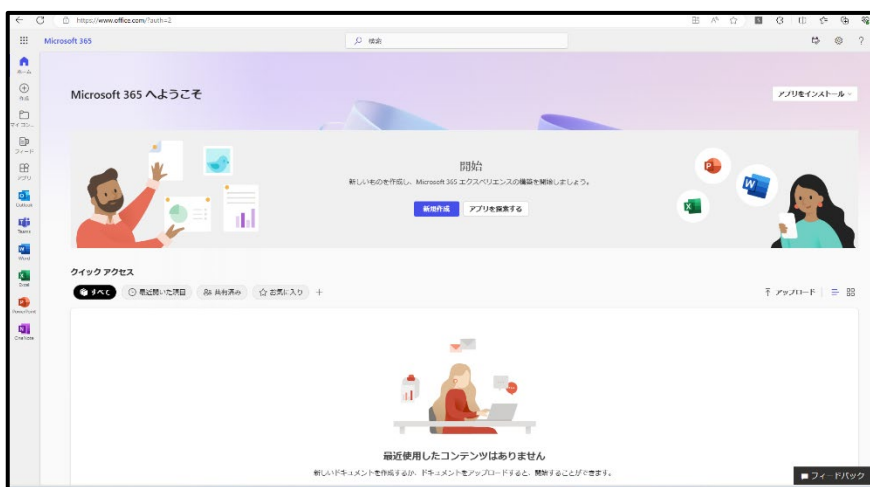 https://www.office.com/?auth=2
Microsoft 365
検索
ホーム
作成
マイ コン...
フィード
アプリ
Outlook
Teams
Word
Excel
PowerPoint
OneNote
Microsoft 365 へようこそ
アプリをインストール
開始
新しいものを作成し、Microsoft 365 エクスペリエンスの構築を開始しましょう。
新規作成 アプリを探索する
クイック アクセス
すべて 最近開いた項目 共有済み お気に入り +
アップロード
最近使用したコンテンツはありません
新しいドキュメントを作成するか、ドキュメントをアップロードすると、開始することができます。
フィードバック